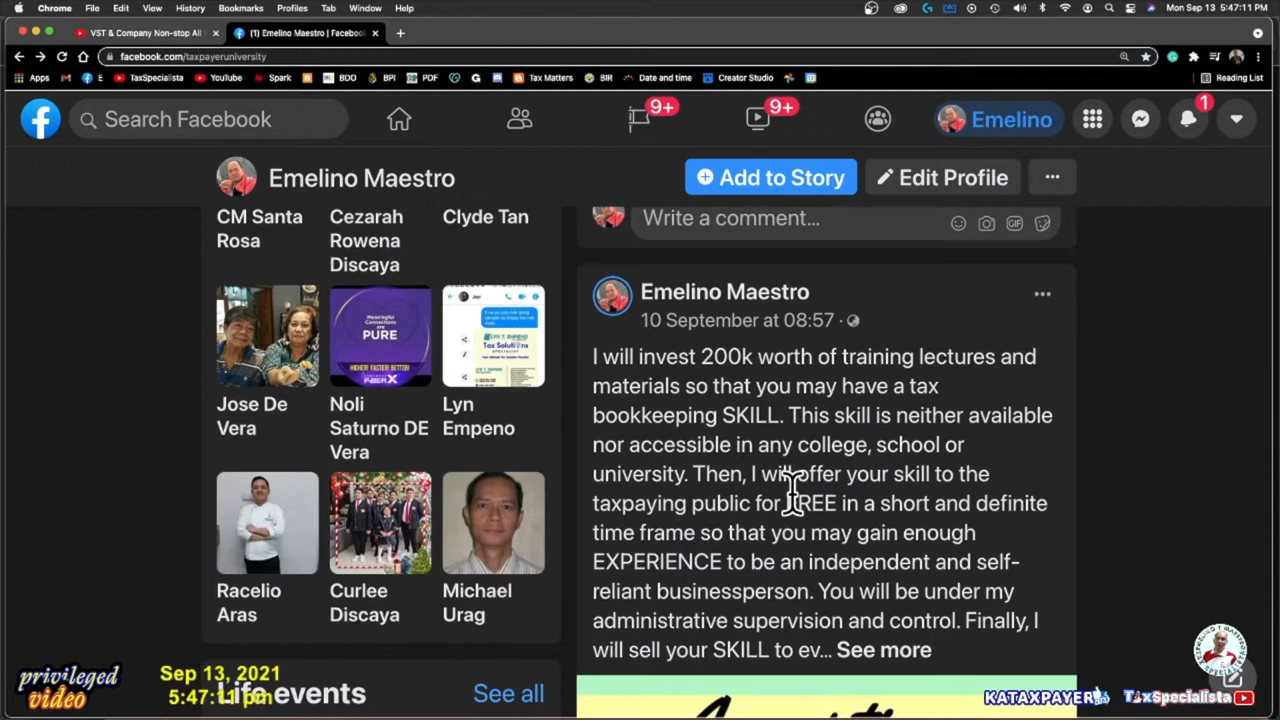 Chrome File Edit View History Bookmarks Profiles Tab Window Help Mon Sep 13 5:47:11 PM
VST & Company Non-stop All (1) Emelino Maestro | Facebook
facebook.com/taxpayeruniversity
Apps TaxSpecialista YouTube Spark BDO BPI PDF Tax Matters BIR Date and time Creator Studio Reading List
Search Facebook 9+ 9+ Emelino 1
Emelino Maestro Add to Story Edit Profile
CM Santa
Rosa
Cezarah
Rowena
Discaya
Clyde Tan
Write a comment...
GIF
PURE
HIGHER FASTER BETTER
Jose De
Vera
Noli
Saturno DE
Vera
Lyn
Empeno
Racelio
Aras
Curlee
Discaya
Michael
Urag
Life events See all
Emelino Maestro
10 September at 08:57
I will invest 200k worth of training lectures and
materials so that you may have a tax
bookkeeping SKILL. This skill is neither available
nor accessible in any college, school or
university. Then, I will offer your skill to the
taxpaying public for FREE in a short and definite
time frame so that you may gain enough
EXPERIENCE to be an independent and self-
reliant businessperson. You will be under my
administrative supervision and control. Finally, I
will sell your SKILL to ev... See more
privileged
video
Sep 13, 2021
5:47:11 pm
KATAXPAYER TaxSpecialista